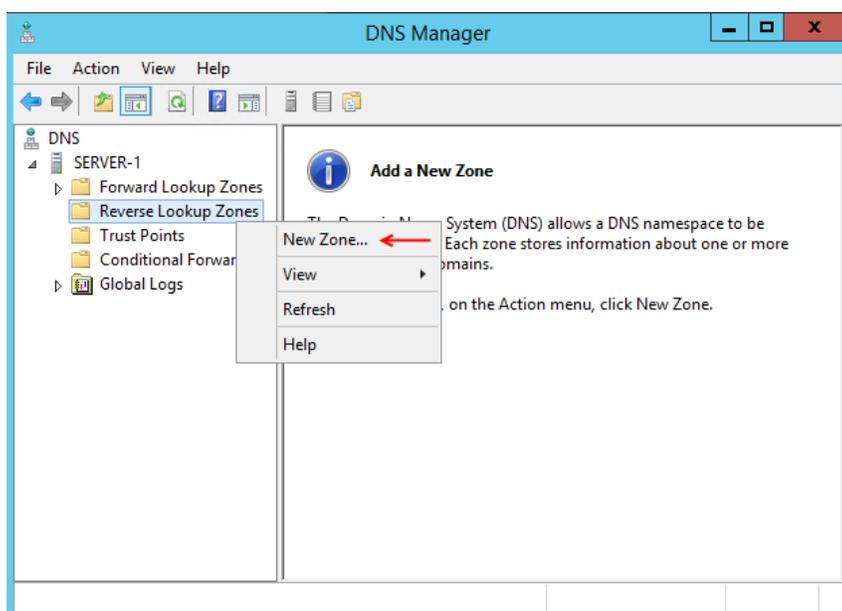 DNS Manager
File Action View Help
DNS
SERVER-1
Forward Lookup Zones
Reverse Lookup Zones
Trust Points
Conditional Forwar
Global Logs
Add a New Zone
System (DNS) allows a DNS namespace to be
Each zone stores information about one or more
on the Action menu, click New Zone.
New Zone...
View
Refresh
Help